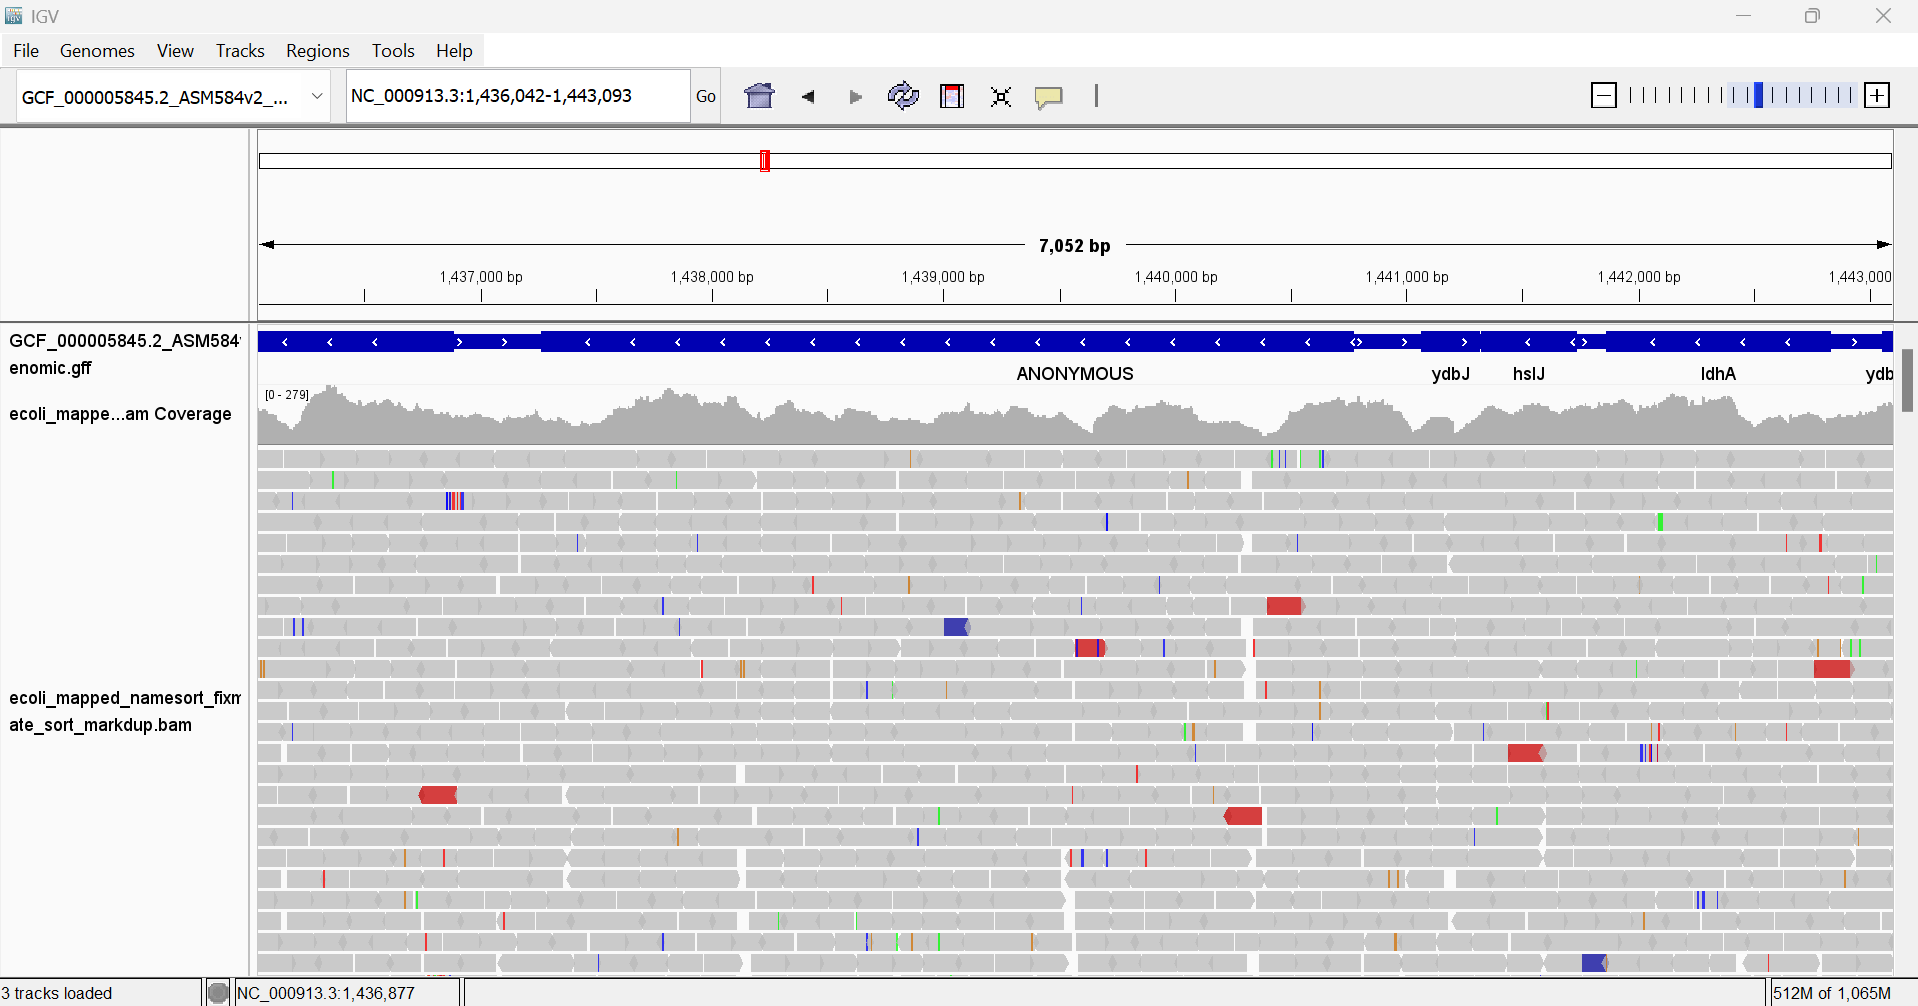 IGV
File Genomes View Tracks Regions Tools Help
GCF_000005845.2_ASM584v2_... NC_000913.3:1,436,042-1,443,093 Go
7,052 bp
1,437,000 bp 1,438,000 bp 1,439,000 bp 1,440,000 bp 1,441,000 bp 1,442,000 bp 1,443,000
GCF_000005845.2_ASM584
enomic.gff
ANONYMOUS ydbJ hslJ ldhA ydb
[0 - 279]
ecoli_mappe...am Coverage
ecoli_mapped_namesort_fixm
ate_sort_markdup.bam
3 tracks loaded NC_000913.3:1,436,877 512M of 1,065M